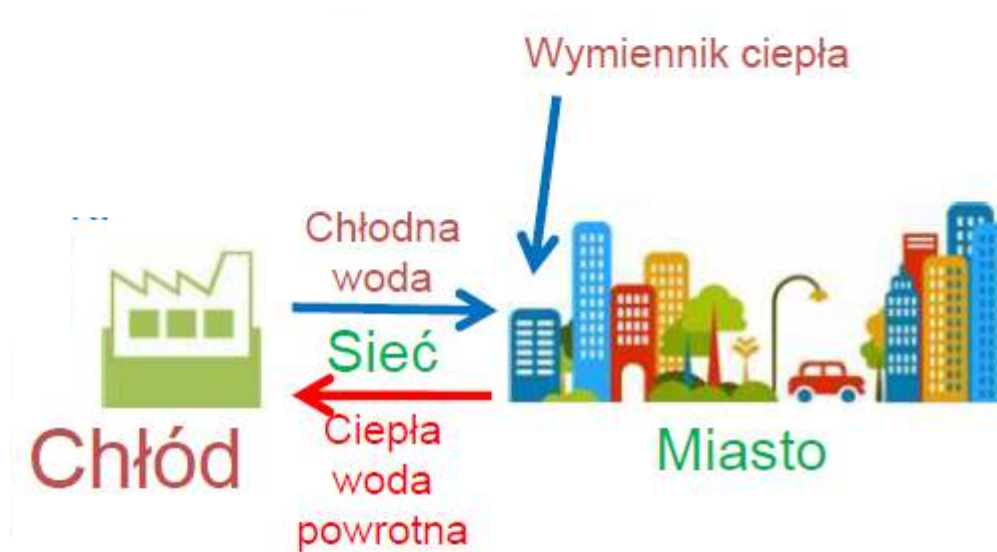 Wymiennik ciepła
Chłodna
woda
Sieć
Ciepła
woda
powrotna
Chłód
Miasto